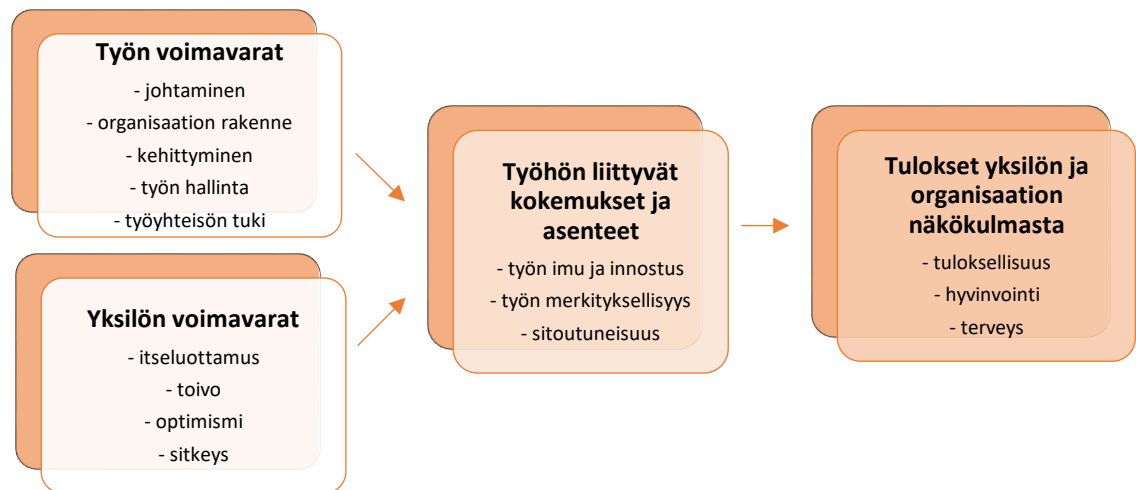 Työn voimavarat
- johtaminen
- organisaation rakenne
- kehittyminen
- työn hallinta
- työyhteisön tuki
Yksilön voimavarat
- itseluottamus
- toivo
- optimismi
- sitkeys
Työhön liittyvät
kokemukset ja
asenteet
- työn imu ja innostus
- työn merkityksellisyys
- sitoutuneisuus
Tulokset yksilön ja
organisaation
näkökulmasta
- tuloksellisuus
- hyvinvointi
- terveys